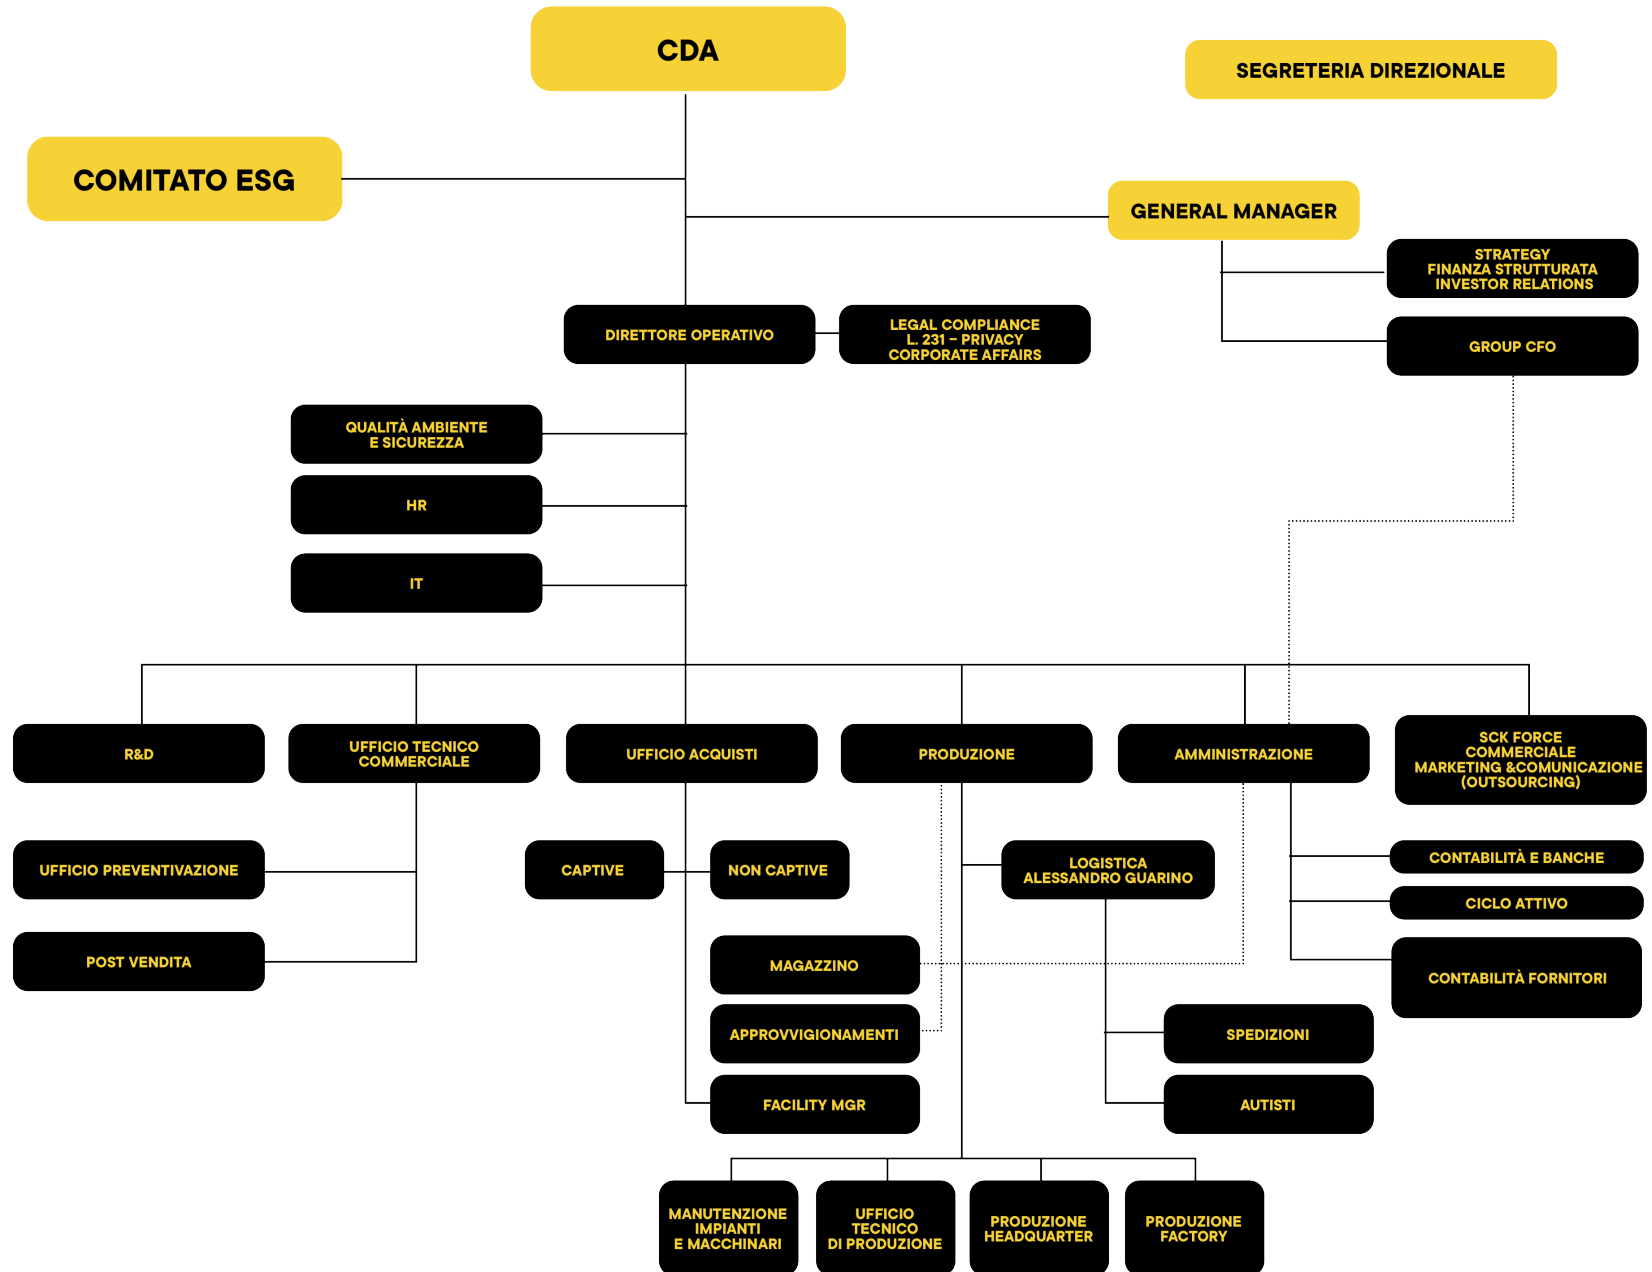 CDA
SEGRETERIA DIREZIONALE
COMITATO ESG
GENERAL MANAGER
STRATEGY
FINANZA STRUTTURATA
INVESTOR RELATIONS
DIRETTORE OPERATIVO
LEGAL COMPLIANCE
L. 231 – PRIVACY
CORPORATE AFFAIRS
GROUP CFO
QUALITÀ AMBIENTE
E SICUREZZA
HR
IT
R&D
UFFICIO TECNICO
COMMERCIALE
UFFICIO ACQUISTI
PRODUZIONE
AMMINISTRAZIONE
SCK FORCE
COMMERCIALE
MARKETING &COMUNICAZIONE
(OUTSOURCING)
UFFICIO PREVENTIVAZIONE
CAPTIVE
NON CAPTIVE
LOGISTICA
ALESSANDRO GUARINO
CONTABILITÀ E BANCHE
CICLO ATTIVO
POST VENDITA
MAGAZZINO
CONTABILITÀ FORNITORI
APPROVVIGIONAMENTI
SPEDIZIONI
FACILITY MGR
AUTISTI
MANUTENZIONE
IMPIANTI
E MACCHINARI
UFFICIO
TECNICO
DI PRODUZIONE
PRODUZIONE
HEADQUARTER
PRODUZIONE
FACTORY